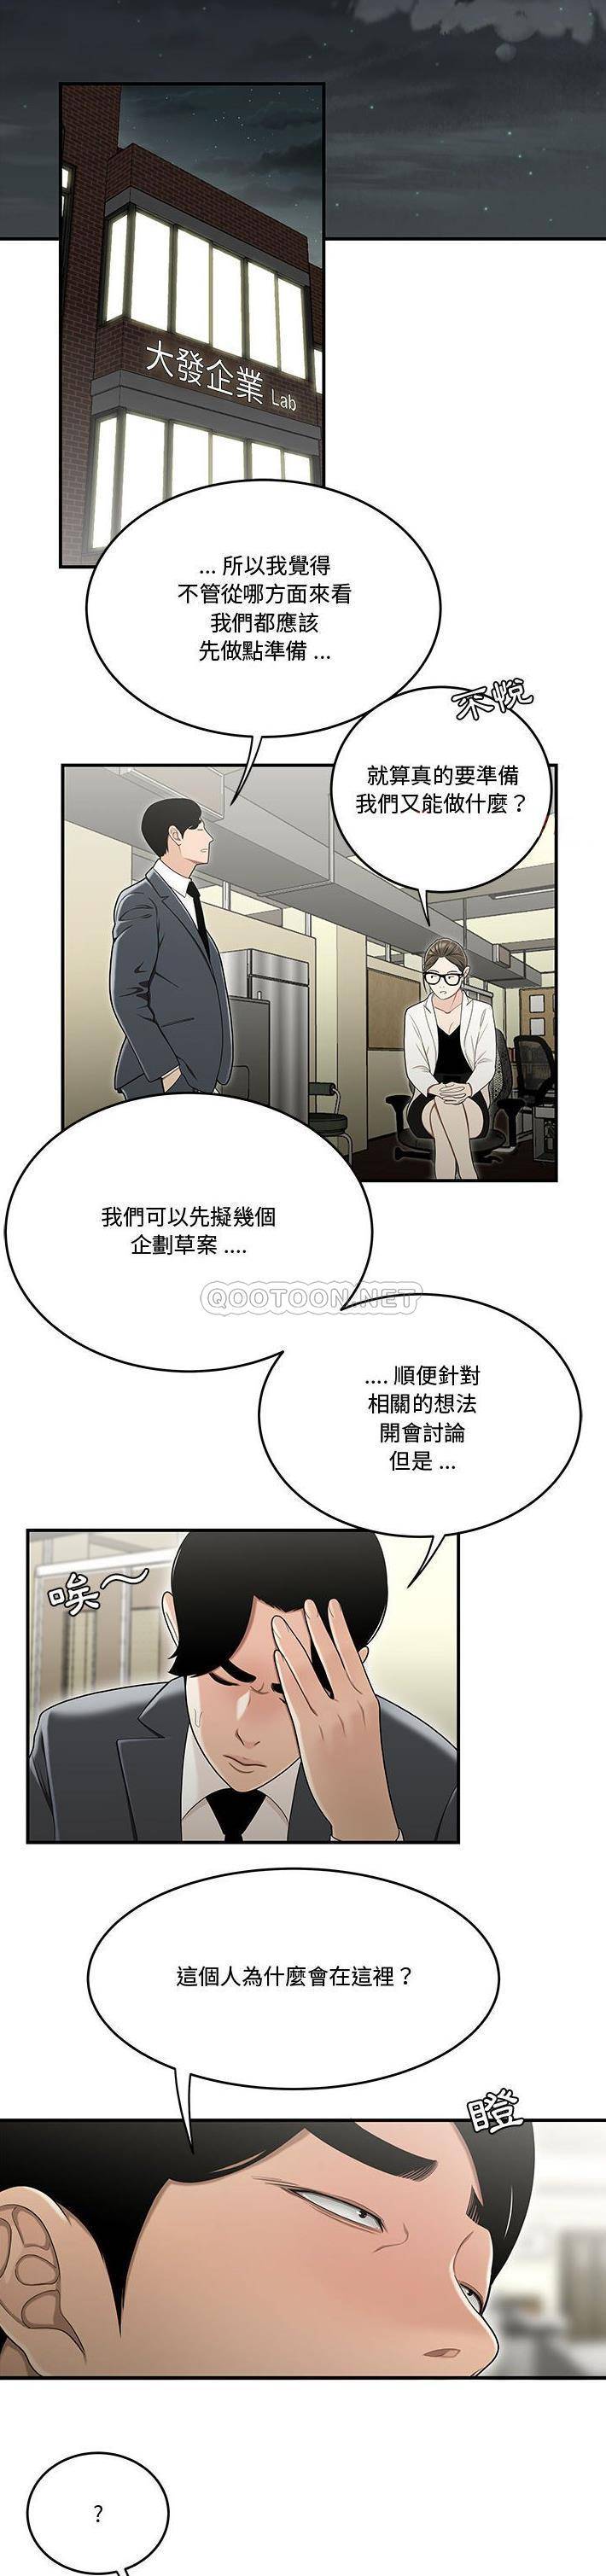 大發企業 Lab
... 所以我覺得
不管從哪方面來看
我們都應該
先做點準備 ...
不悅
就算真的要準備
我們又能做什麼？
我們可以先擬幾個
企劃草案 ....
QOOTOON.NET
.... 順便針對
相關的想法
開會討論
但是 ...
唉～
這個人為什麼會在這裡？
瞪
?